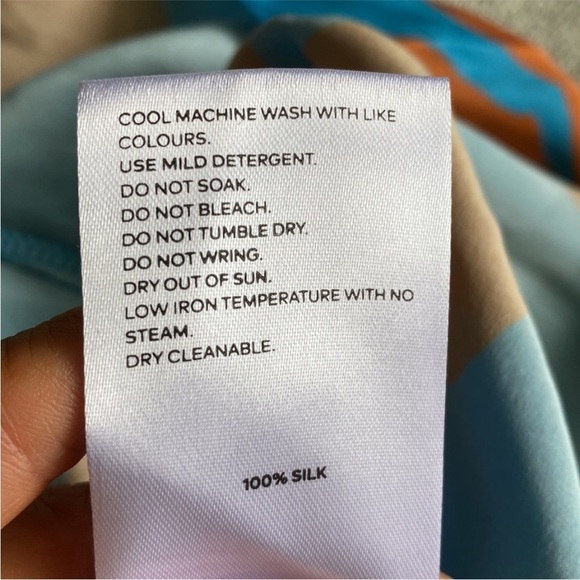 COOL MACHINE WASH WITH LIKE
COLOURS.
USE MILD DETERGENT.
DO NOT SOAK.
DO NOT BLEACH.
DO NOT TUMBLE DRY.
DO NOT WRING.
DRY OUT OF SUN.
LOW IRON TEMPERATURE WITH NO
STEAM.
DRY CLEANABLE.
100% SILK